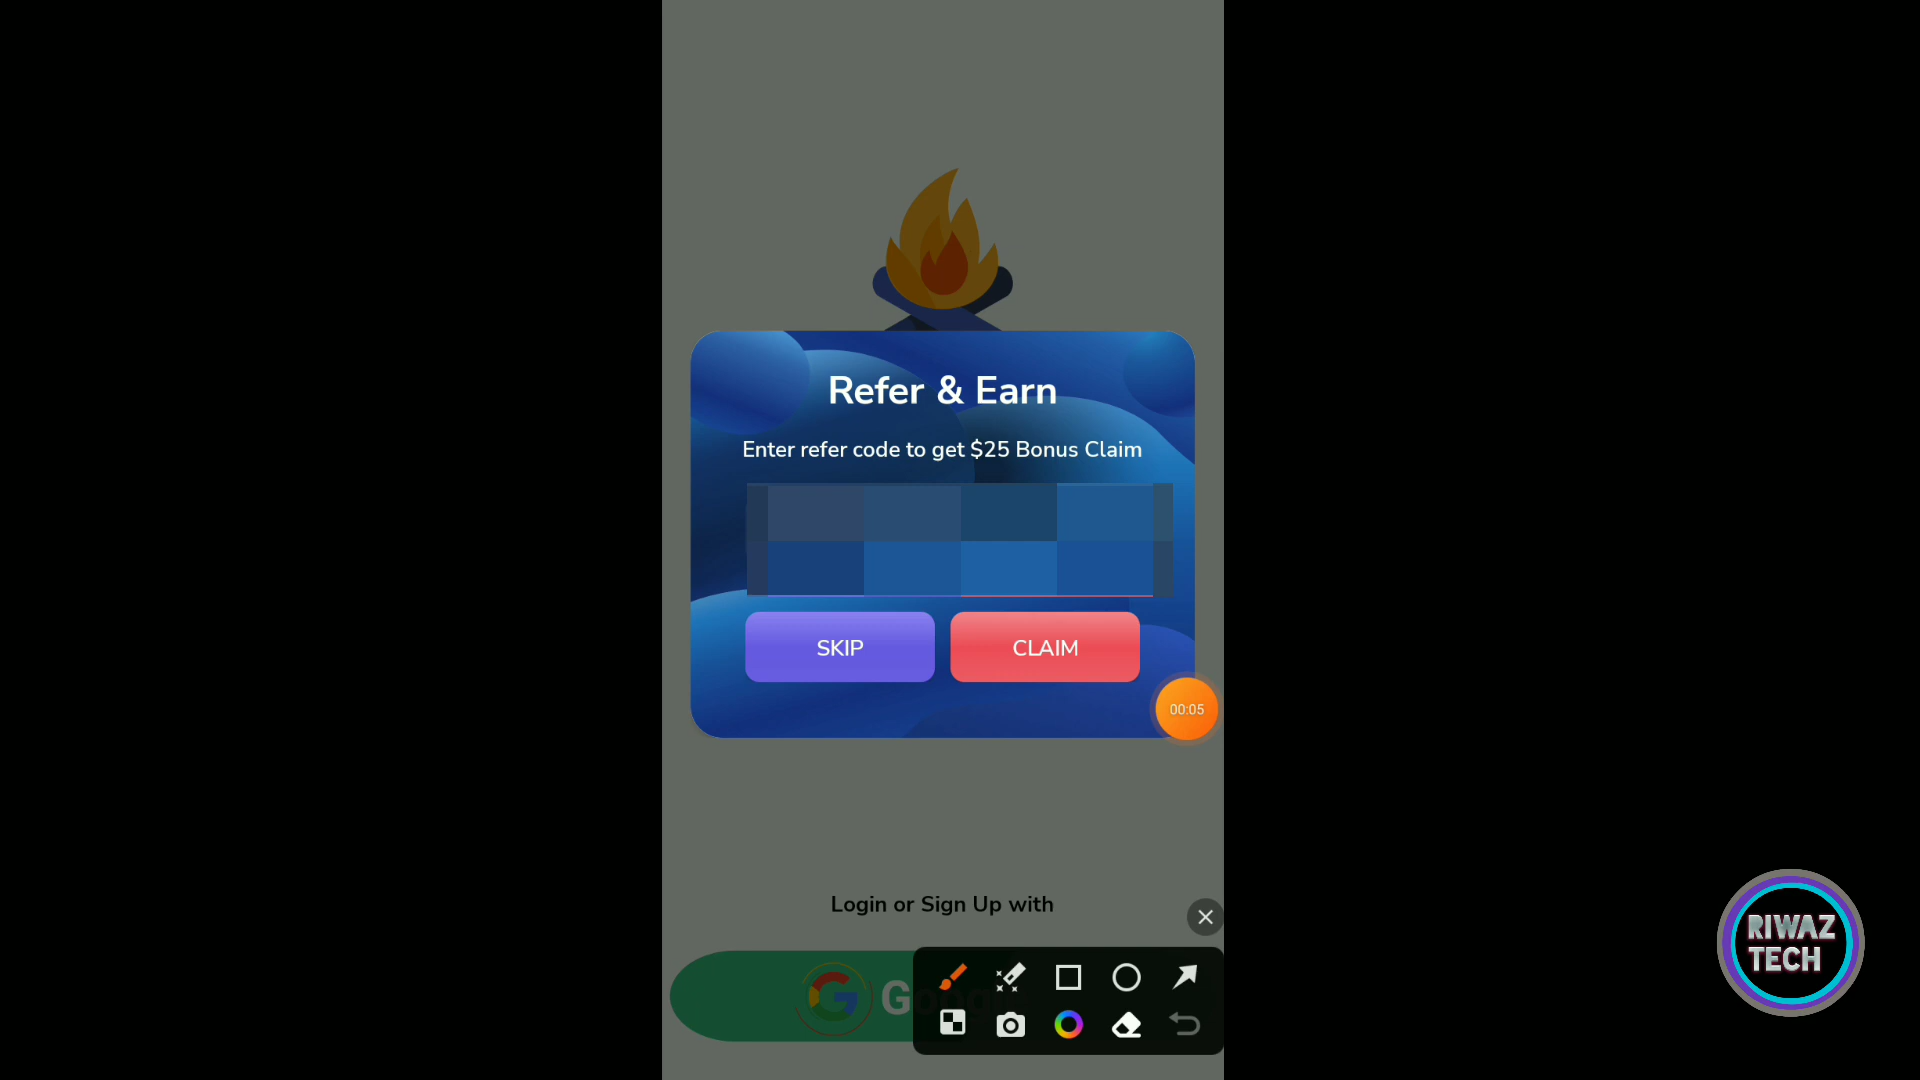 Refer & Earn
Enter refer code to get $25 Bonus Claim
SKIP
CLAIM
00:05
Login or Sign Up with
RIWAZ
TECH